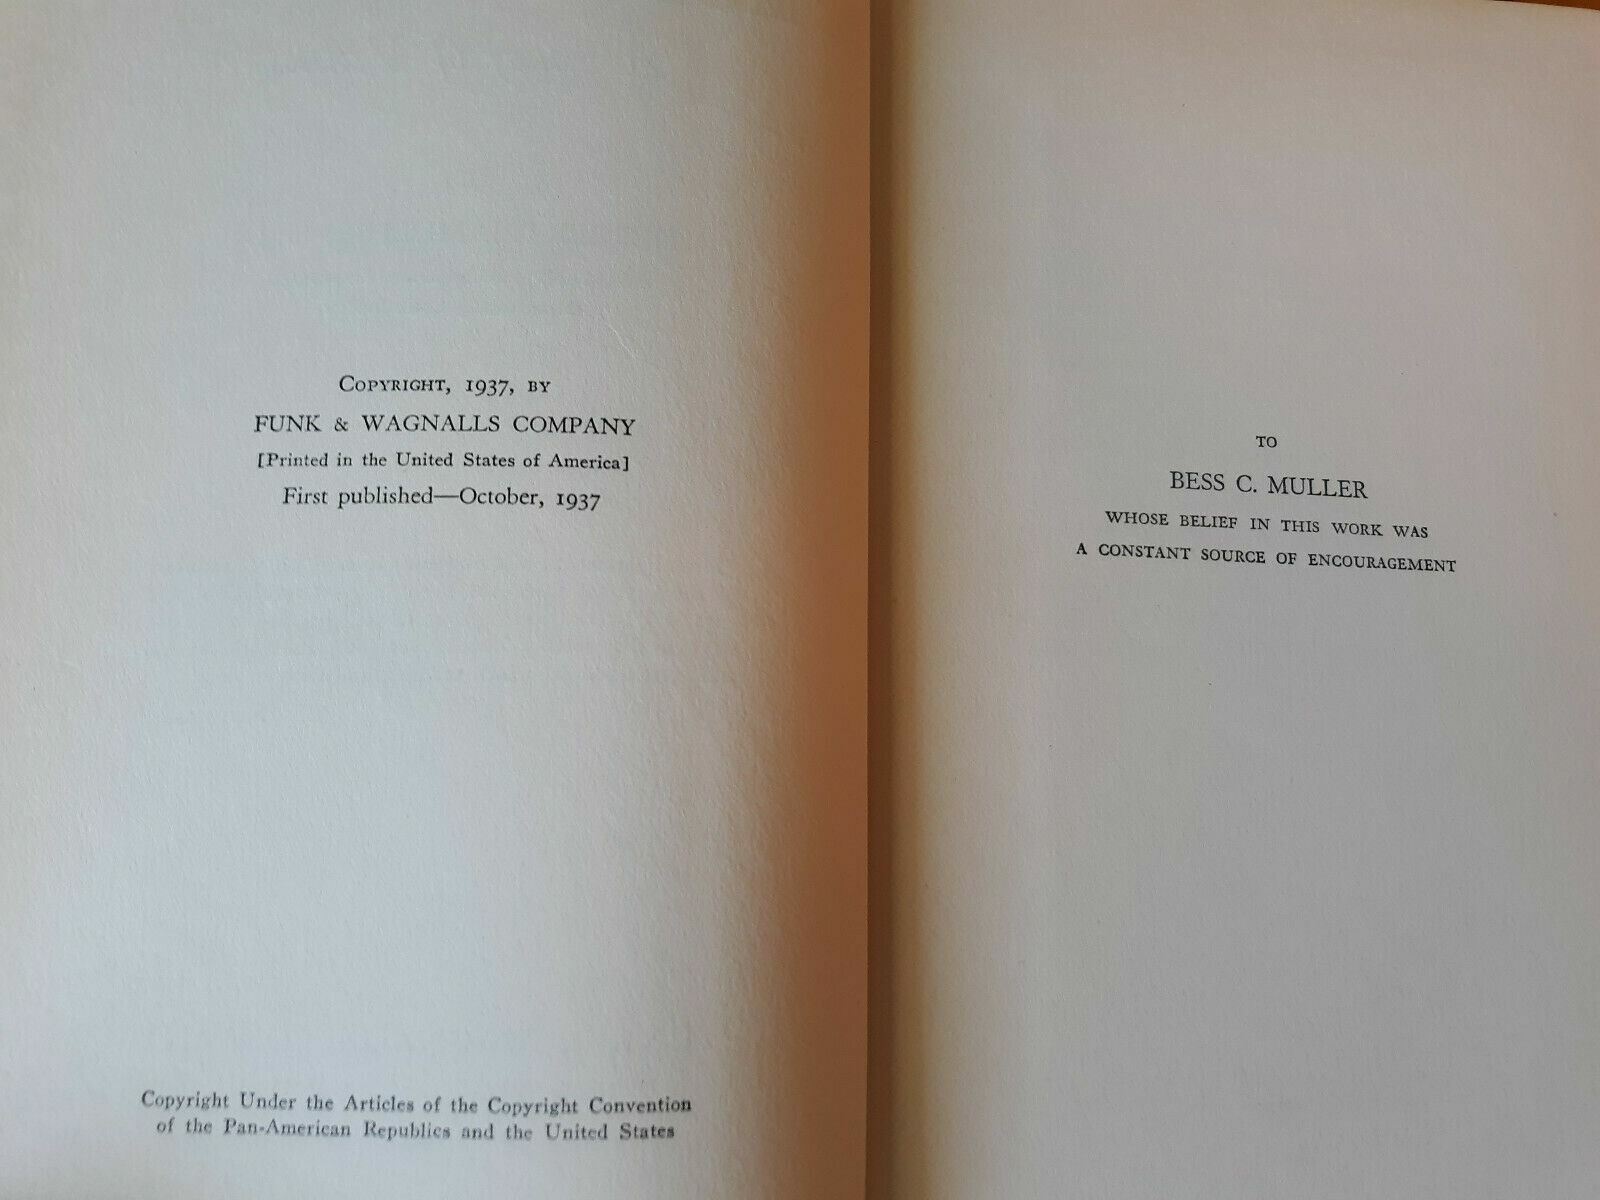 Copyright, 1937, by
FUNK & WAGNALLS COMPANY
[Printed in the United States of America]
First published—October, 1937
Copyright Under the Articles of the Copyright Convention
of the Pan-American Republics and the United States
TO
BESS C. MULLER
WHOSE BELIEF IN THIS WORK WAS
A CONSTANT SOURCE OF ENCOURAGEMENT